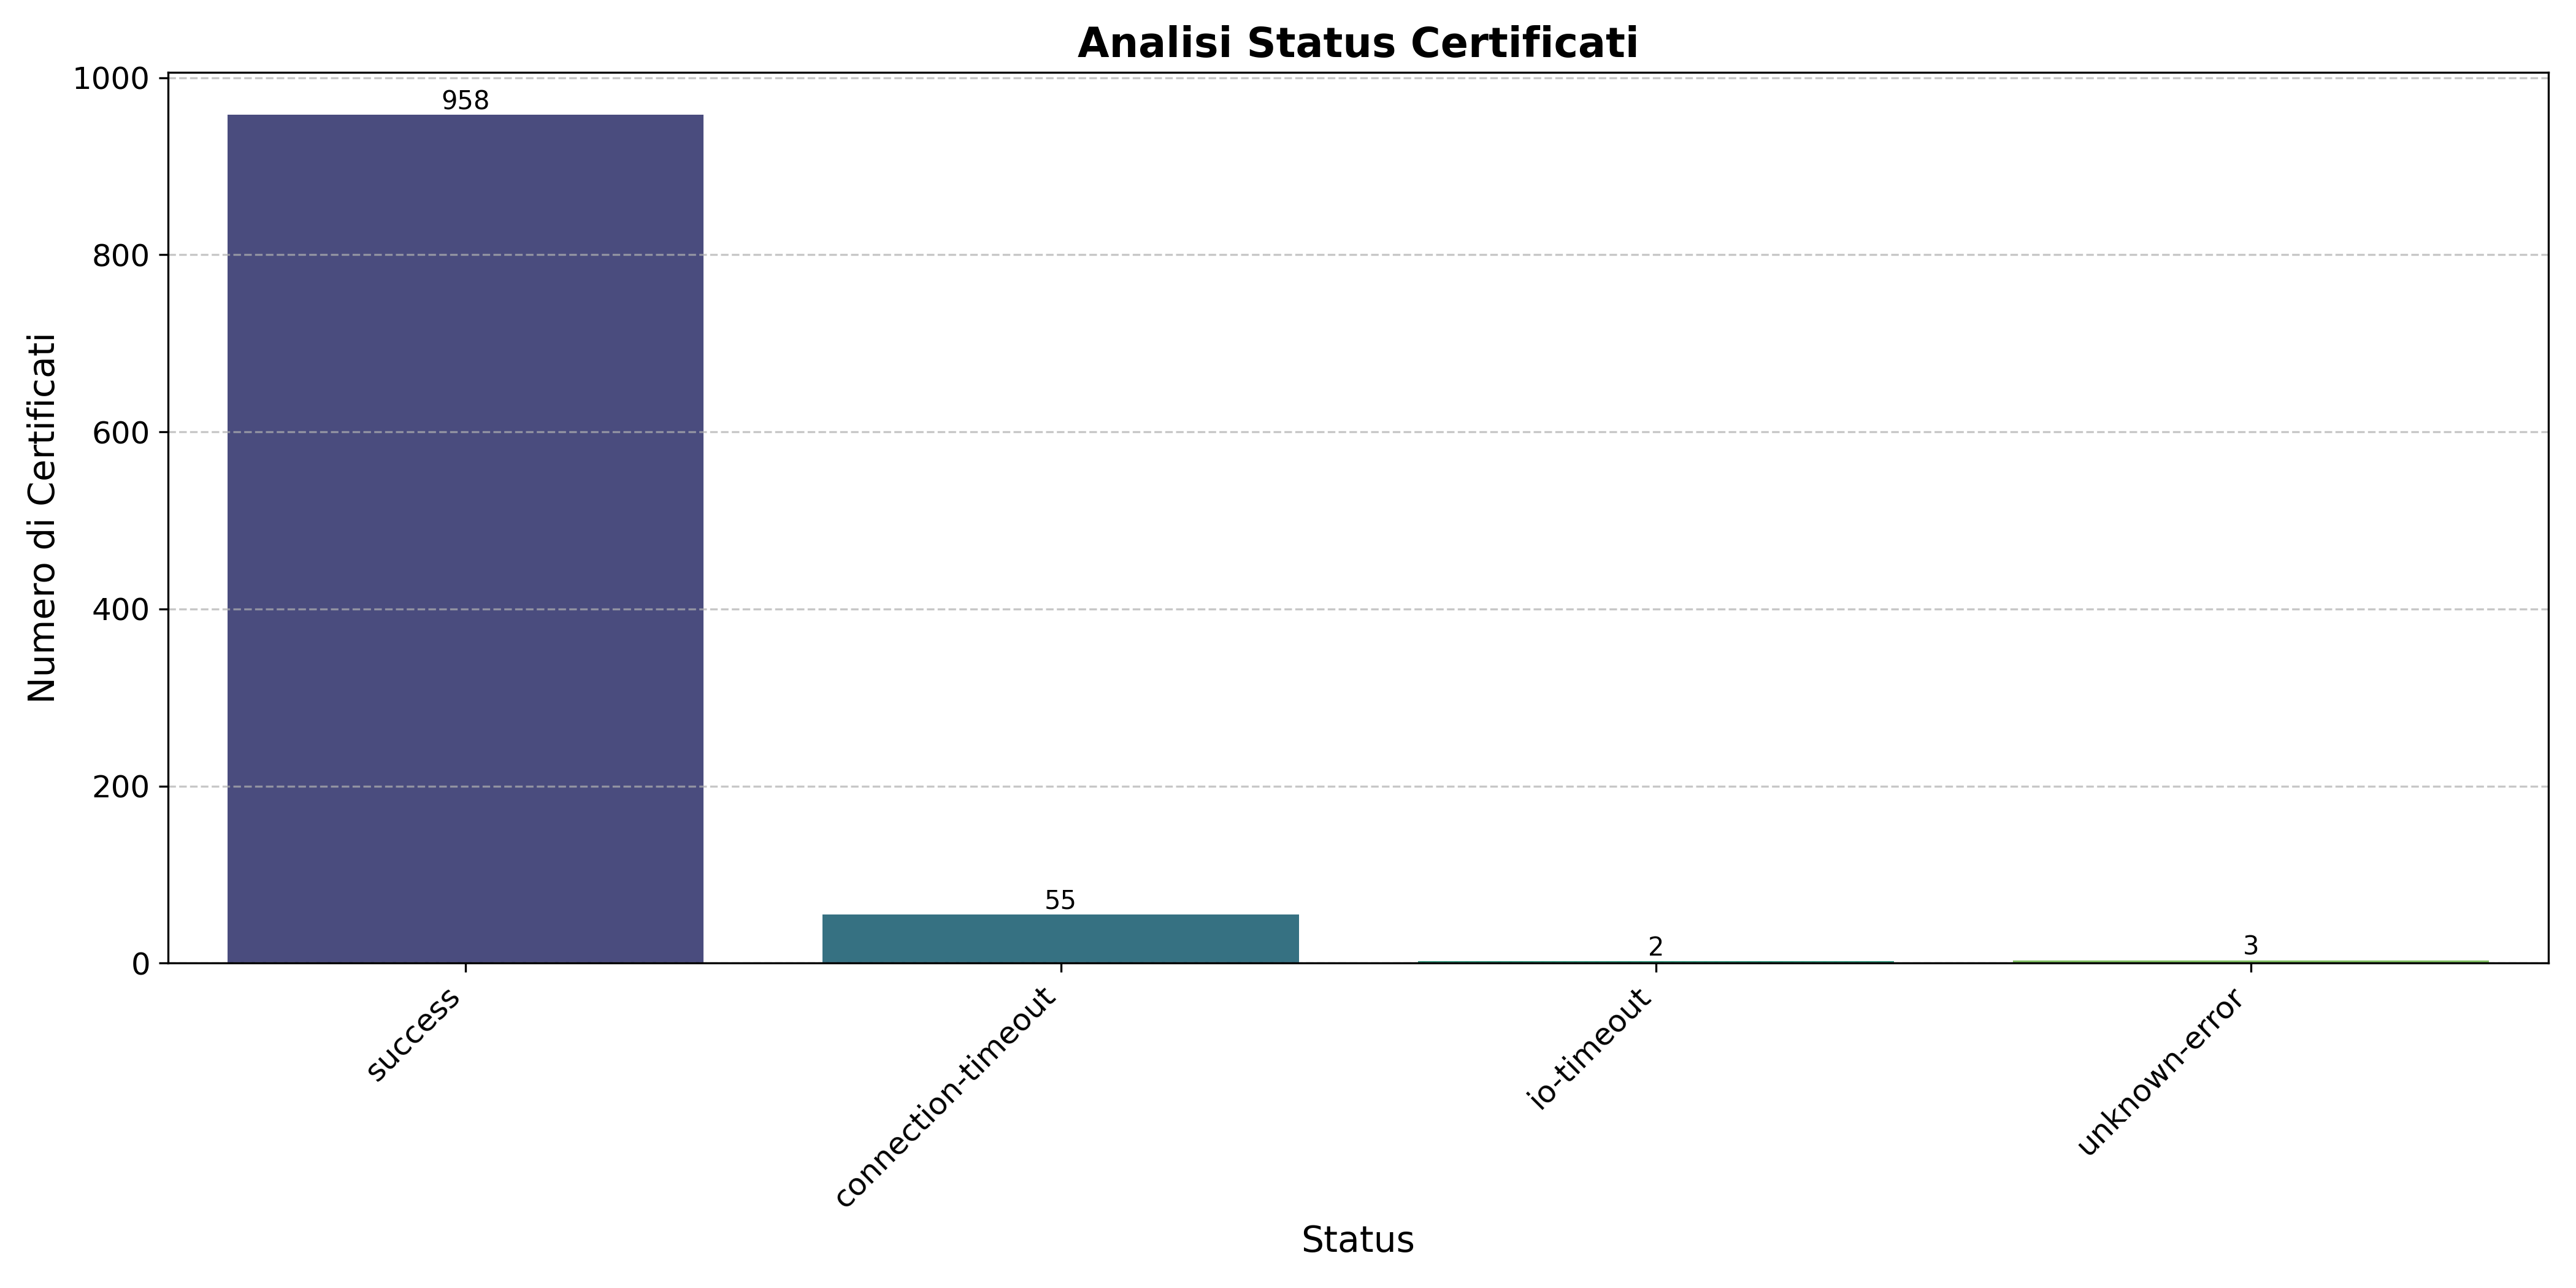 Analisi Status Certificati
Numero di Certificati
1000
800
600
400
200
0
958
55
2
3
success
connection-timeout
io-timeout
unknown-error
Status